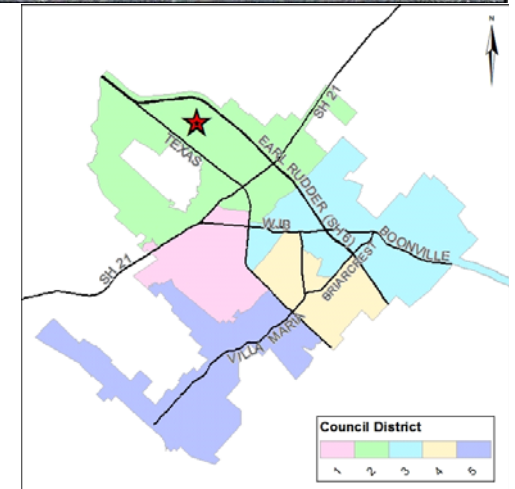 N
SH 21
EARL RUDDER (SH 6)
TEXAS
WJB
BOONVILLE
BRIARCREST
SH 21
VILLA MARIA
Council District
1 2 3 4 5